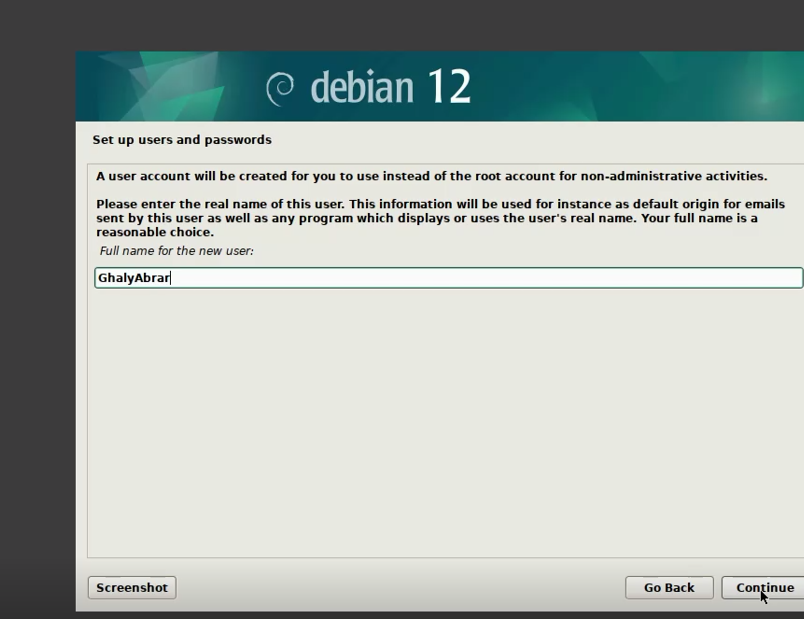 debian 12
Set up users and passwords
A user account will be created for you to use instead of the root account for non-administrative activities.
Please enter the real name of this user. This information will be used for instance as default origin for emails
sent by this user as well as any program which displays or uses the user's real name. Your full name is a
reasonable choice.
Full name for the new user:
GhalyAbrar
Screenshot
Go Back
Continue